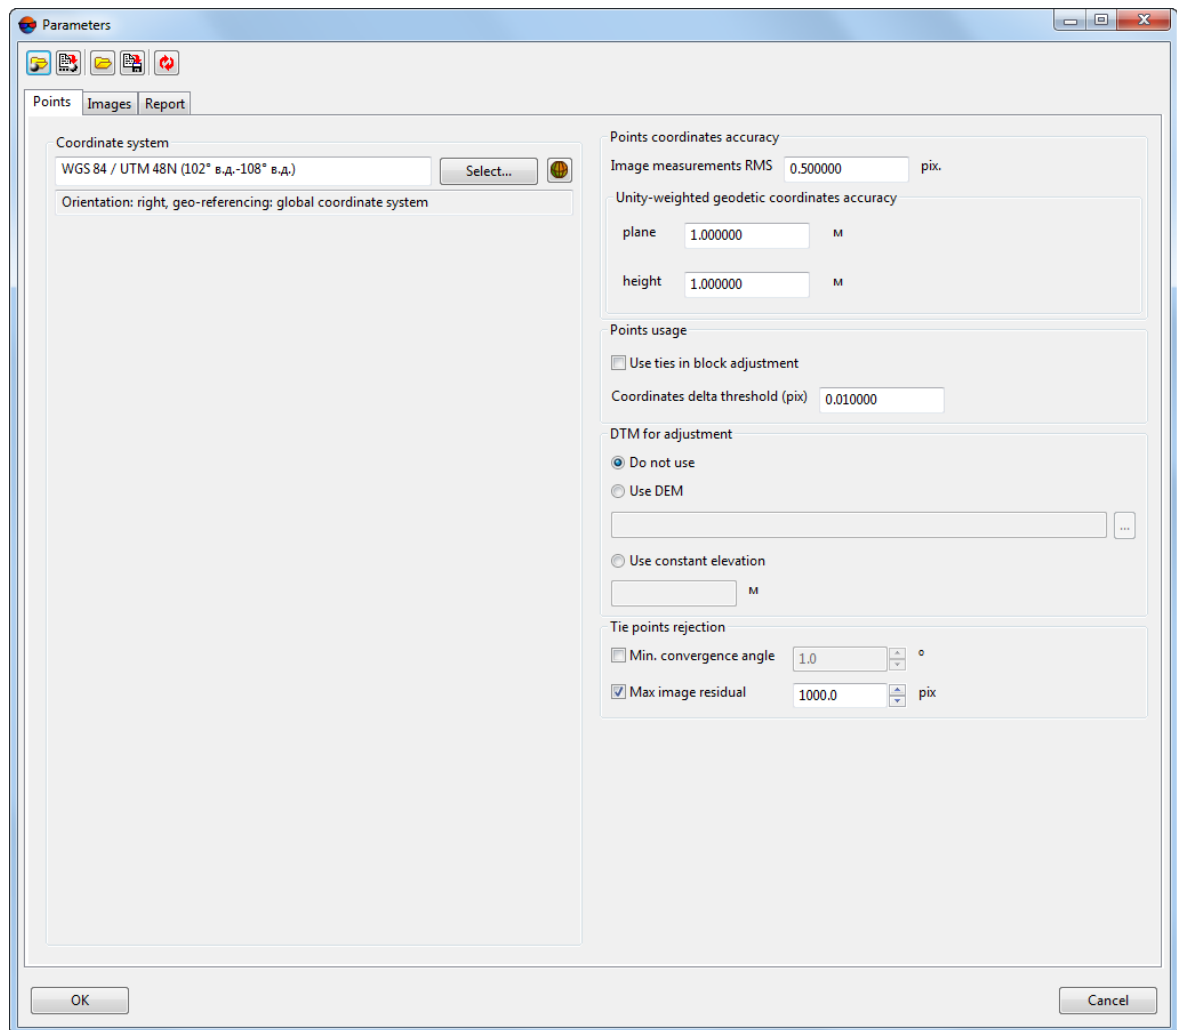 Parameters
Points
Images
Report
Coordinate system
WGS 84 / UTM 48N (102° в.д.-108° в.д.)
Select...
Orientation: right, geo-referencing: global coordinate system
Points coordinates accuracy
Image measurements RMS 0.500000 pix.
Unity-weighted geodetic coordinates accuracy
plane 1.000000 м
height 1.000000 м
Points usage
Use ties in block adjustment
Coordinates delta threshold (pix) 0.010000
DTM for adjustment
Do not use
Use DEM
...
Use constant elevation
м
Tie points rejection
Min. convergence angle 1.0 °
Max image residual 1000.0 pix
OK
Cancel